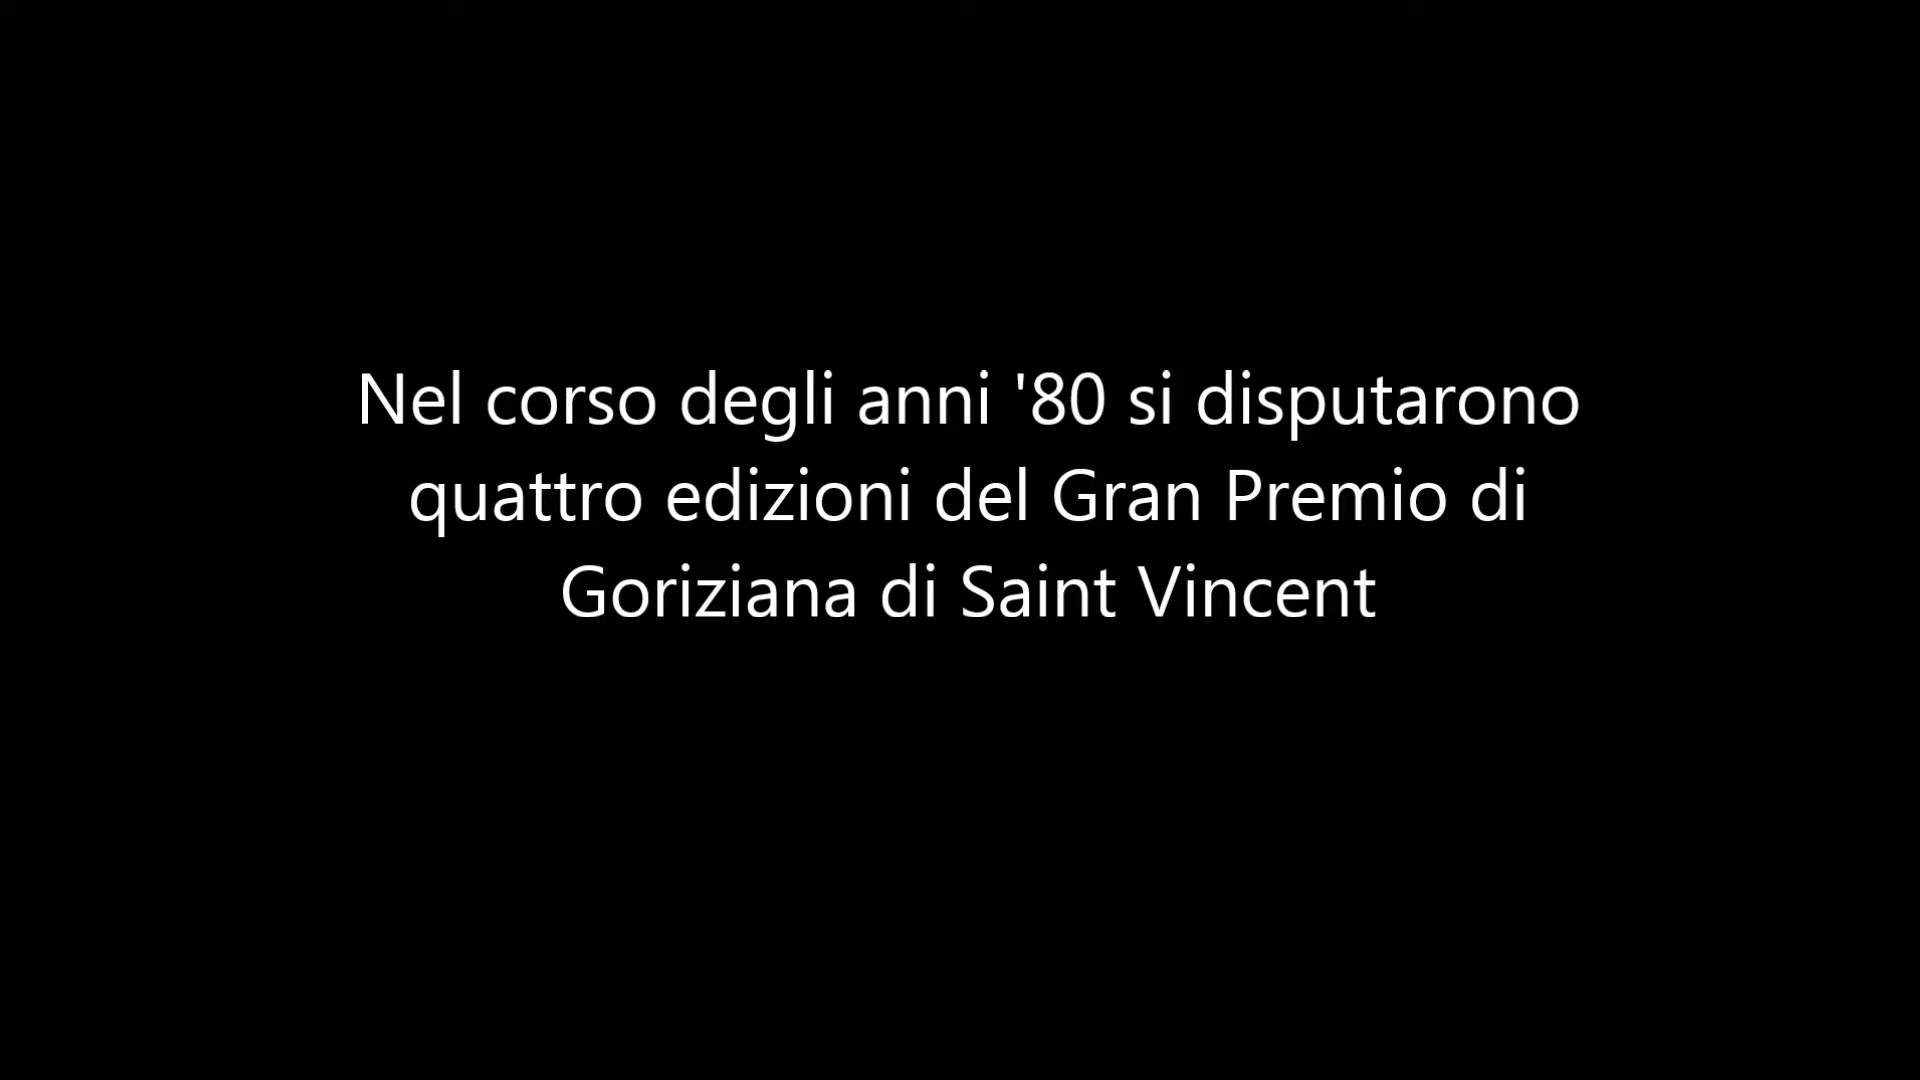 Nel corso degli anni '80 si disputarono
quattro edizioni del Gran Premio di
Goriziana di Saint Vincent